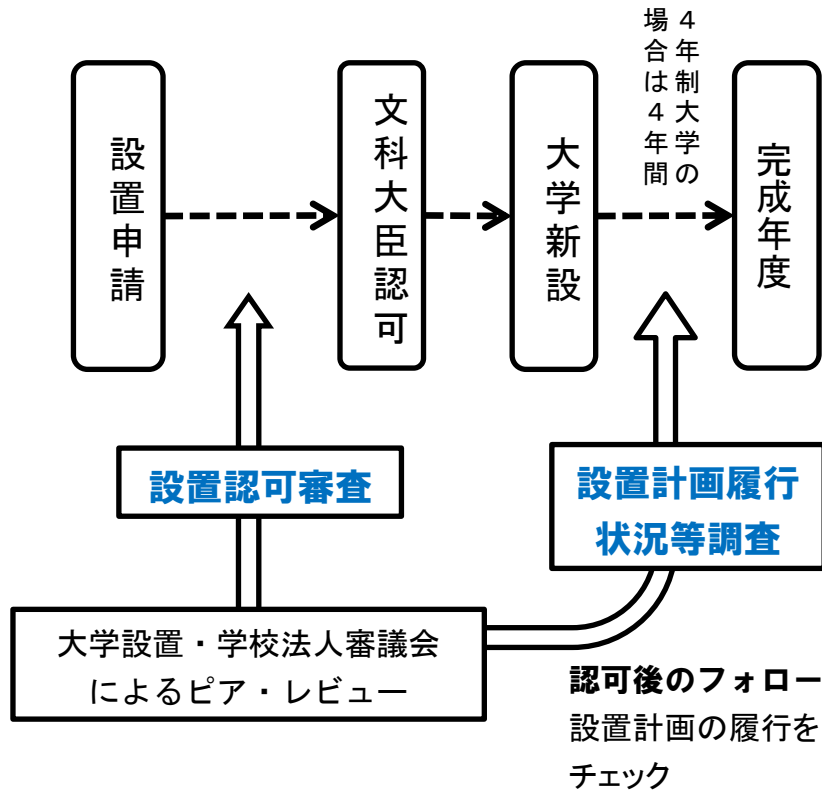 ４年制大学の
場合は４年間
設置申請
文科大臣認可
大学新設
完成年度
設置認可審査
設置計画履行
状況等調査
大学設置・学校法人審議会
によるピア・レビュー
認可後のフォロー
設置計画の履行を
チェック